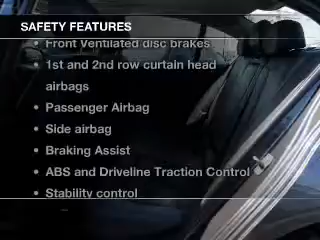 SAFETY FEATURES
• Front Ventilated disc brakes
• 1st and 2nd row curtain head
airbags
• Passenger Airbag
• Side airbag
• Braking Assist
• ABS and Driveline Traction Control
• Stability control